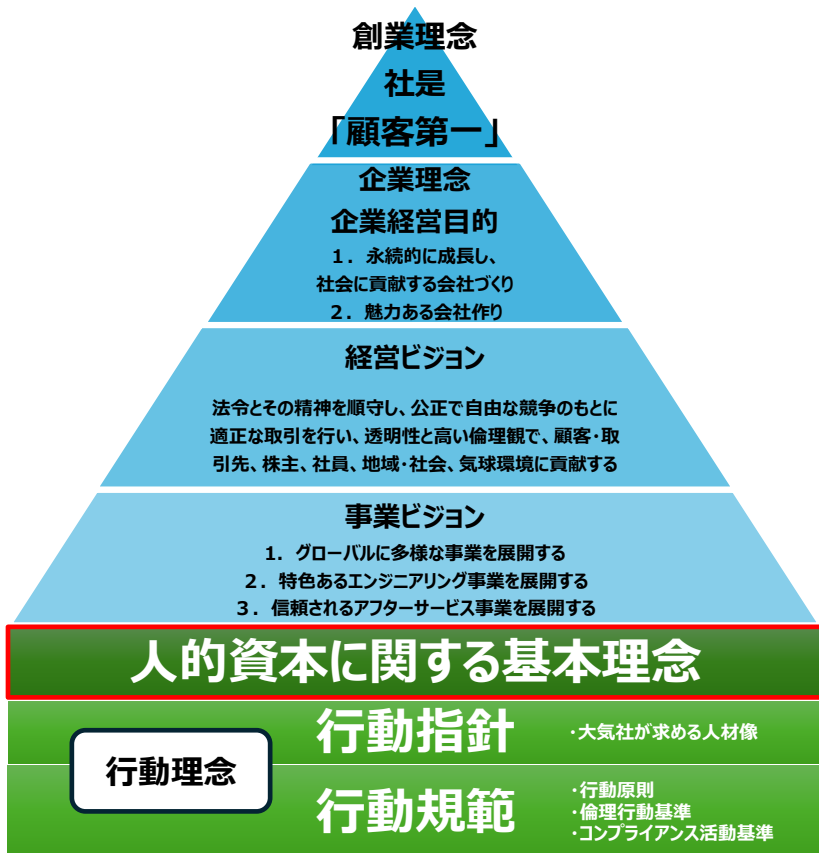 創業理念
社是
「顧客第一」
企業理念
企業経営目的
1．永続的に成長し、
社会に貢献する会社づくり
2．魅力ある会社作り
経営ビジョン
法令とその精神を順守し、公正で自由な競争のもとに
適正な取引を行い、透明性と高い倫理観で、顧客・取
引先、株主、社員、地域・社会、気球環境に貢献する
事業ビジョン
1．グローバルに多様な事業を展開する
2．特色あるエンジニアリング事業を展開する
3．信頼されるアフターサービス事業を展開する
人的資本に関する基本理念
行動理念
行動指針
・大気社が求める人材像
行動規範
・行動原則
・倫理行動基準
・コンプライアンス活動基準